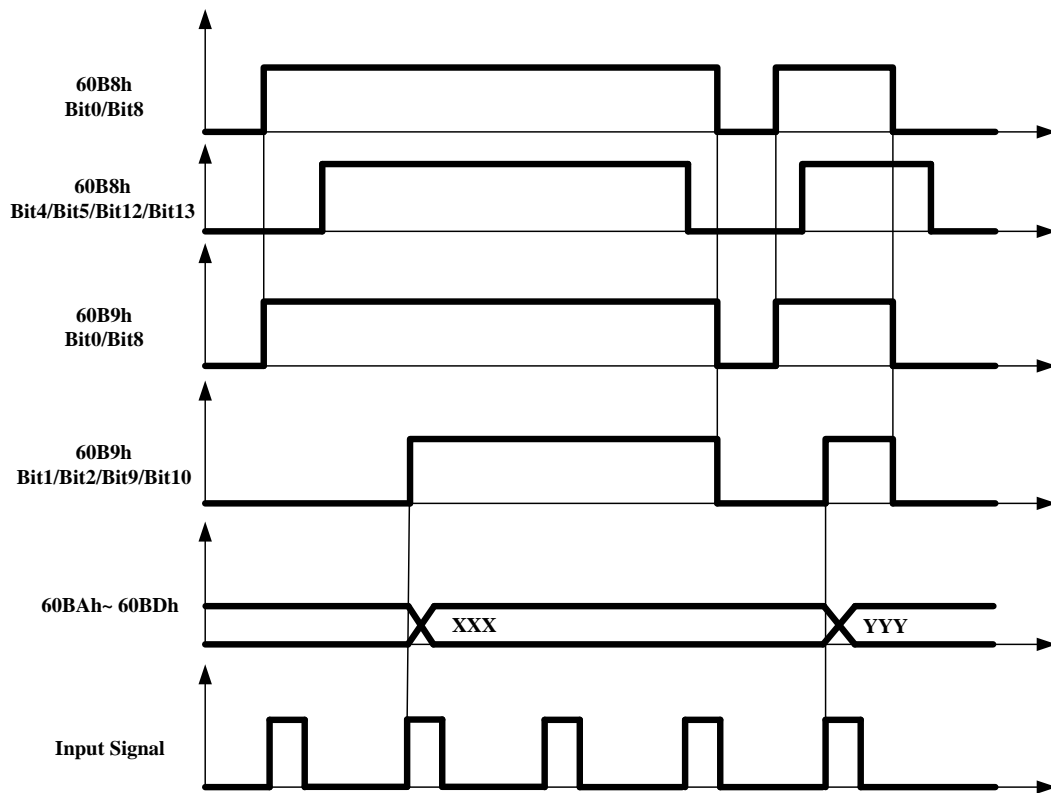 60B8h
Bit0/Bit8
60B8h
Bit4/Bit5/Bit12/Bit13
60B9h
Bit0/Bit8
60B9h
Bit1/Bit2/Bit9/Bit10
60BAh~ 60BDh
XXX
YYY
Input Signal